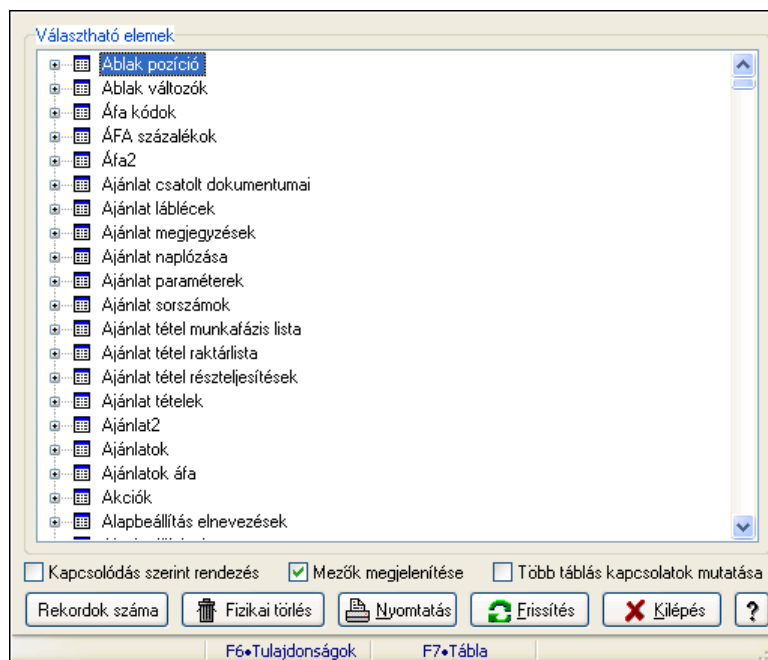 Választható elemek
Ablak pozíció
Ablak változók
Áfa kódok
ÁFA százalékok
Áfa2
Ajánlat csatolt dokumentumai
Ajánlat láblécek
Ajánlat megjegyzések
Ajánlat naplózása
Ajánlat paraméterek
Ajánlat sorszámok
Ajánlat tétel munkafázis lista
Ajánlat tétel raktárlista
Ajánlat tétel részteljesítések
Ajánlat tételek
Ajánlat2
Ajánlatok
Ajánlatok áfa
Akciók
Alapbeállítás elnevezések
Kapcsolódás szerint rendezés Mezők megjelenítése Több táblás kapcsolatok mutatása
Rekordok száma Fizikai törlés Nyomtatás Frissítés Kilépés ?
F6•Tulajdonságok F7•Tábla